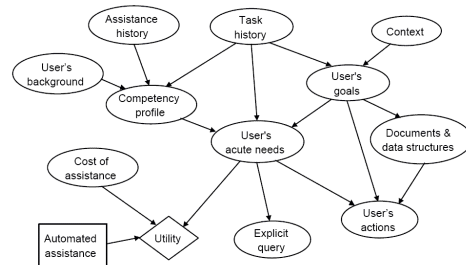 Assistance
history
Task
history
Context
User's
background
User's
goals
Competency
profile
Documents &
data structures
User's
acute needs
Cost of
assistance
User's
actions
Automated
assistance
Utility
Explicit
query